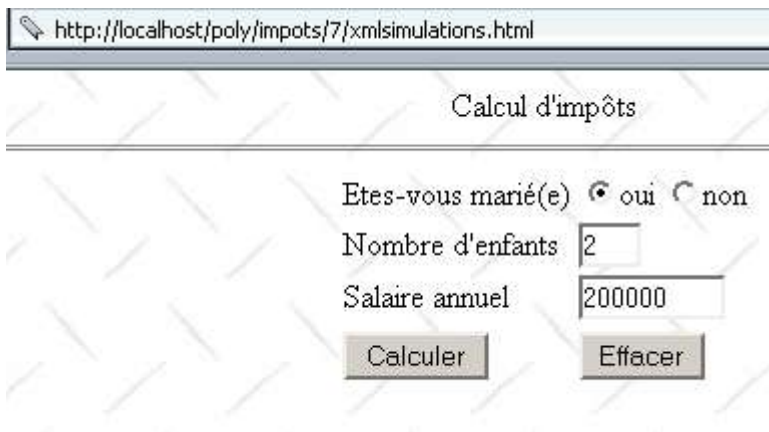 http://localhost/poly/impots/7/xmlsimulations.html
Calcul d'impôts
Etes-vous marié(e) oui non
Nombre d'enfants 2
Salaire annuel 200000
Calculer Effacer